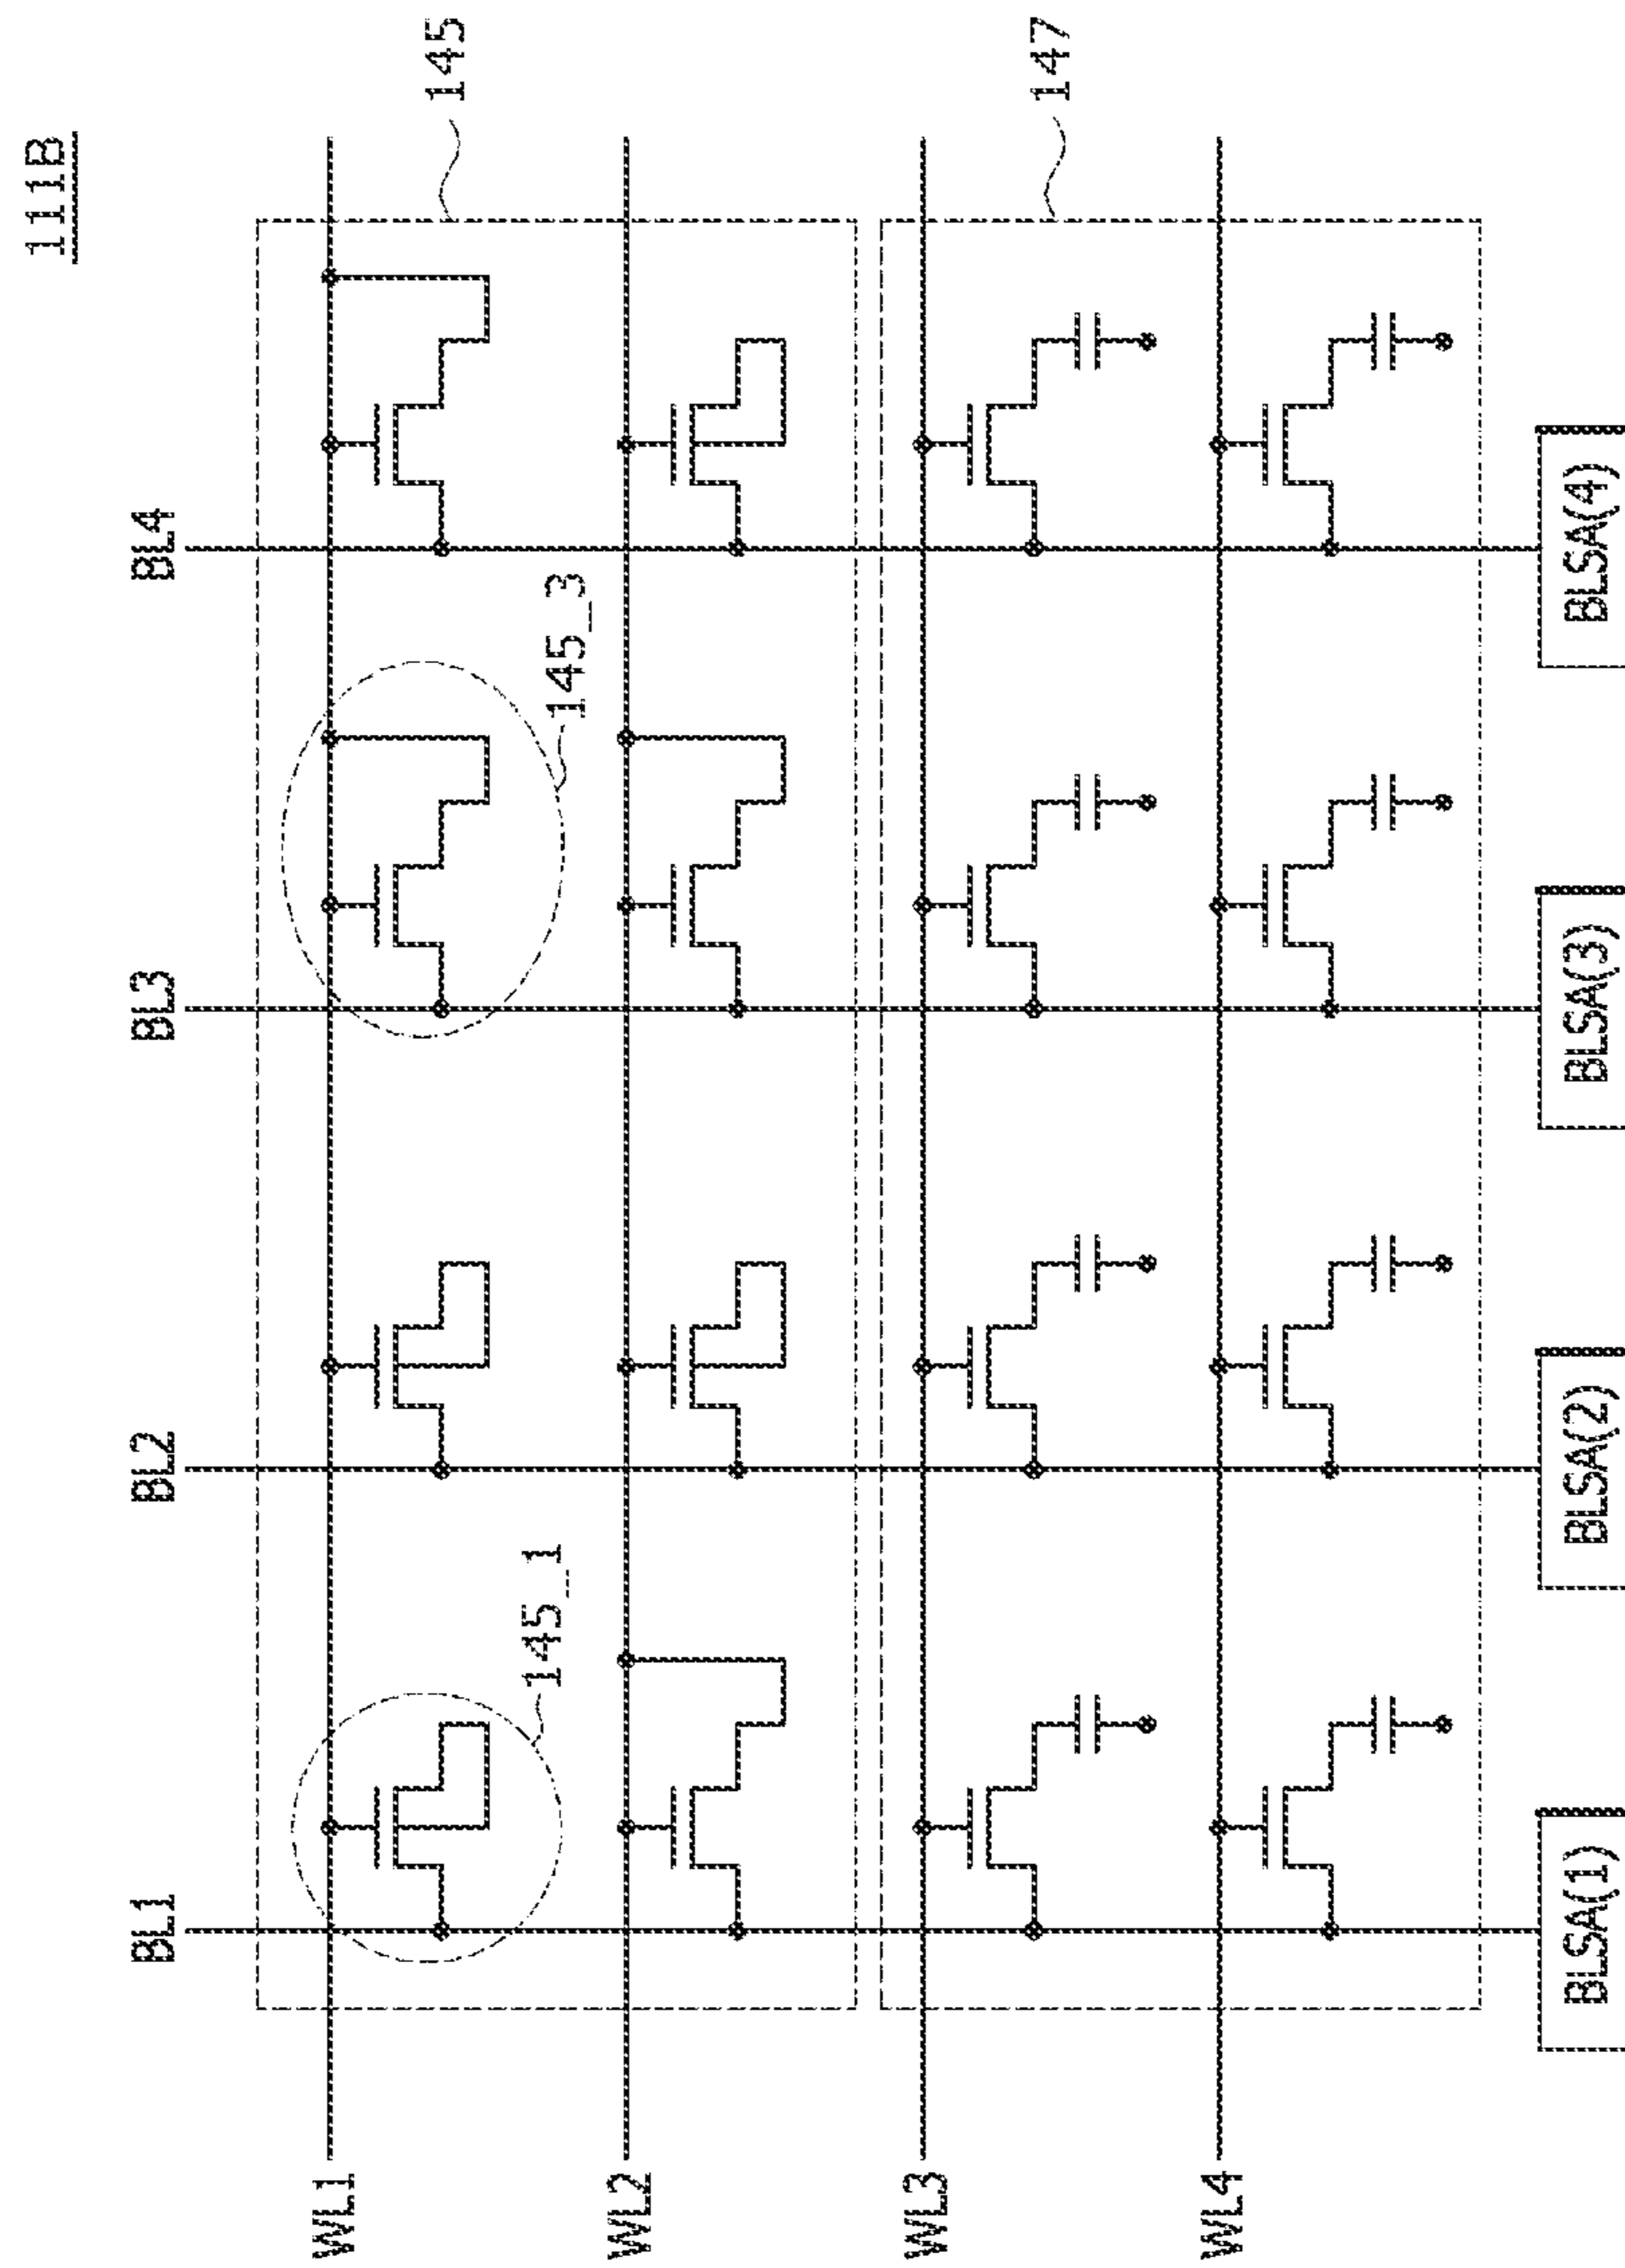 111B
BL1
BL2
BL3
BL4
145
WL1
145_1
145_3
WL2
147
WL3
WL4
BLSA(1)
BLSA(2)
BLSA(3)
BLSA(4)